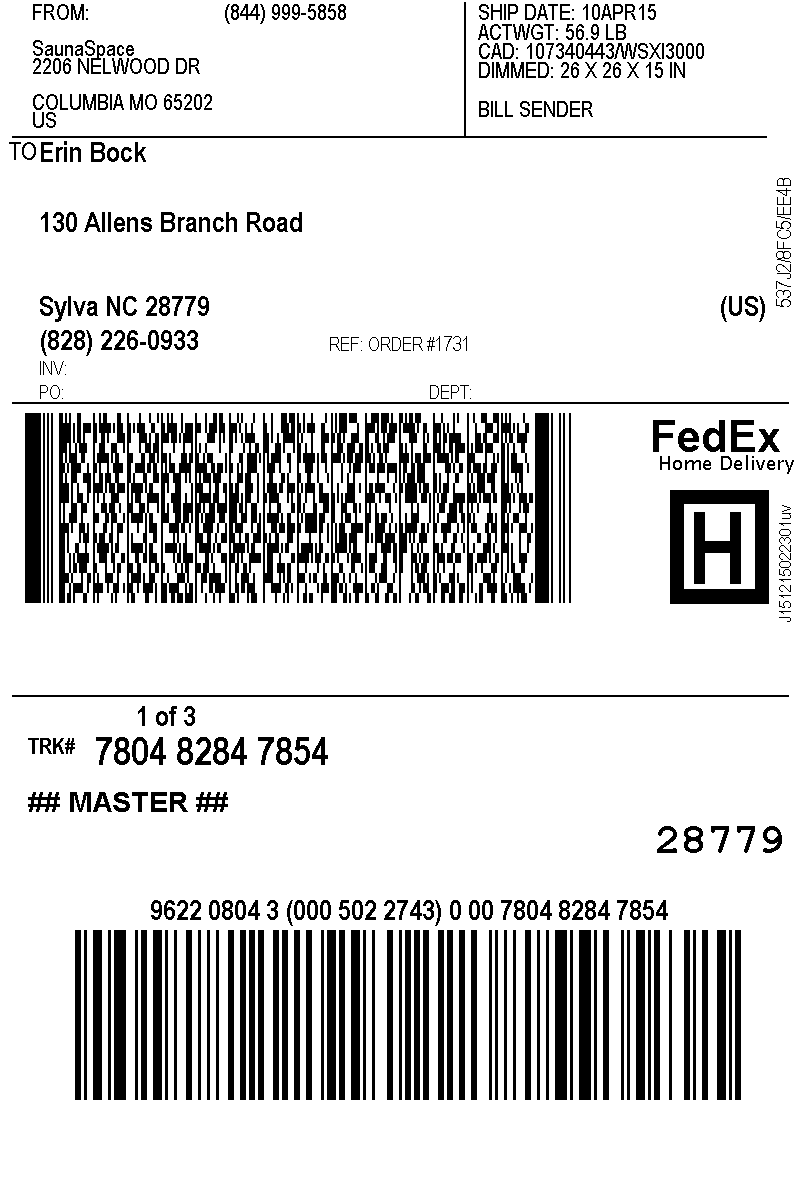 FROM: (844) 999-5858
SaunaSpace
2206 NELWOOD DR
COLUMBIA MO 65202
US
SHIP DATE: 10APR15
ACTWGT: 56.9 LB
CAD: 107340443/WSXI3000
DIMMED: 26 X 26 X 15 IN
BILL SENDER
TO Erin Bock
130 Allens Branch Road
Sylva NC 28779 (US)
(828) 226-0933 REF: ORDER #1731
INV:
PO: DEPT:
537J2/8FC5/EE4B
FedEx
Home Delivery
H
J151215022301uv
1 of 3
TRK# 7804 8284 7854
## MASTER ##
28779
9622 0804 3 (000 502 2743) 0 00 7804 8284 7854